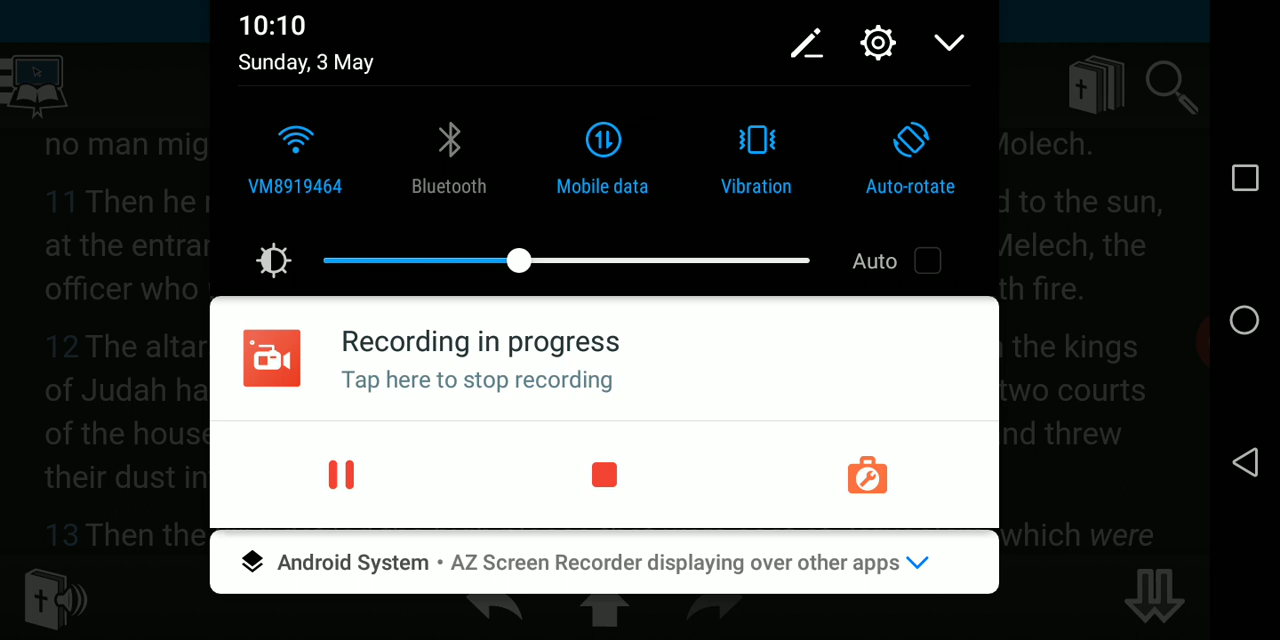 10:10
Sunday, 3 May
VM8919464
Bluetooth
Mobile data
Vibration
Auto-rotate
Auto
Recording in progress
Tap here to stop recording
Android System • AZ Screen Recorder displaying over other apps
no man mig
Molech.
11 Then he
d to the sun,
at the entran
Melech, the
officer who
th fire.
12 The altar
the kings
of Judah ha
two courts
of the house
nd threw
their dust in
13 Then the
which were